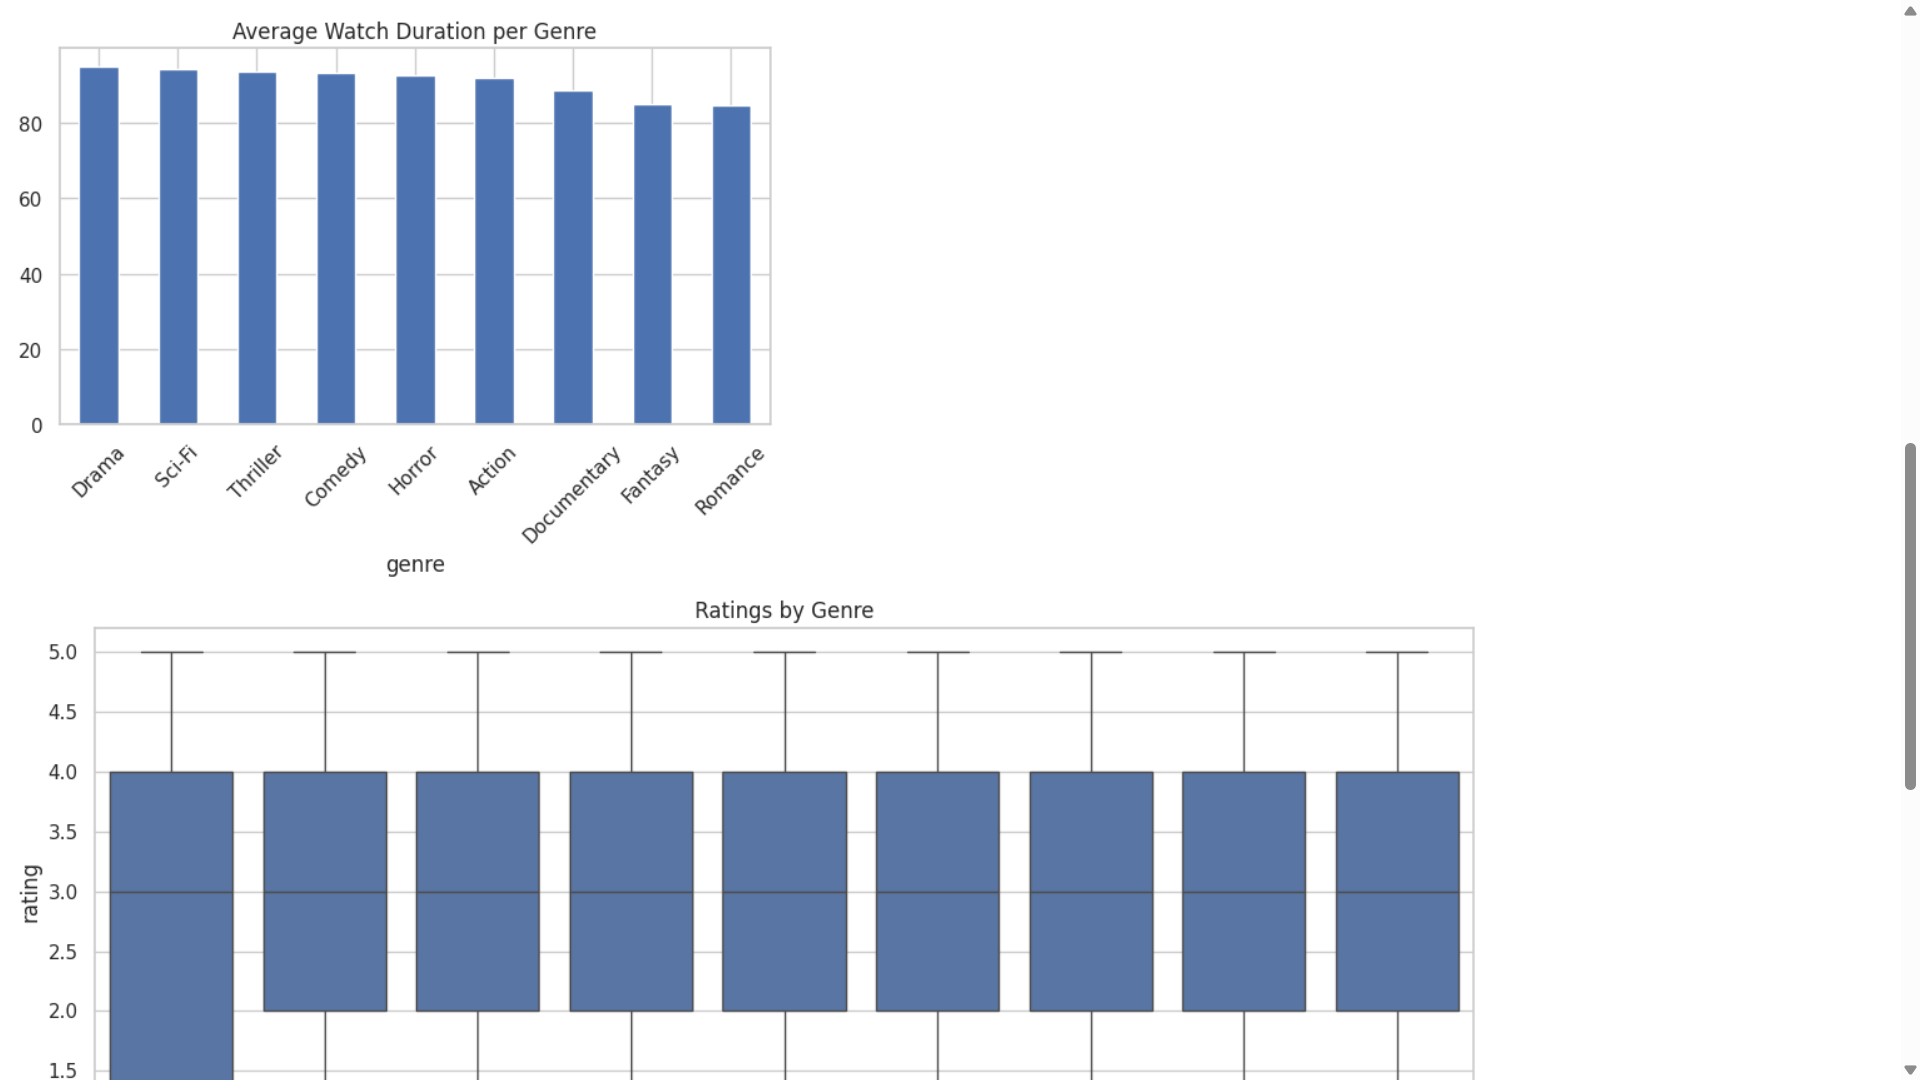 Average Watch Duration per Genre
80
60
40
20
0
Drama
Sci-Fi
Thriller
Comedy
Horror
Action
Documentary
Fantasy
Romance
genre
Ratings by Genre
5.0
4.5
4.0
3.5
3.0
2.5
2.0
1.5
rating